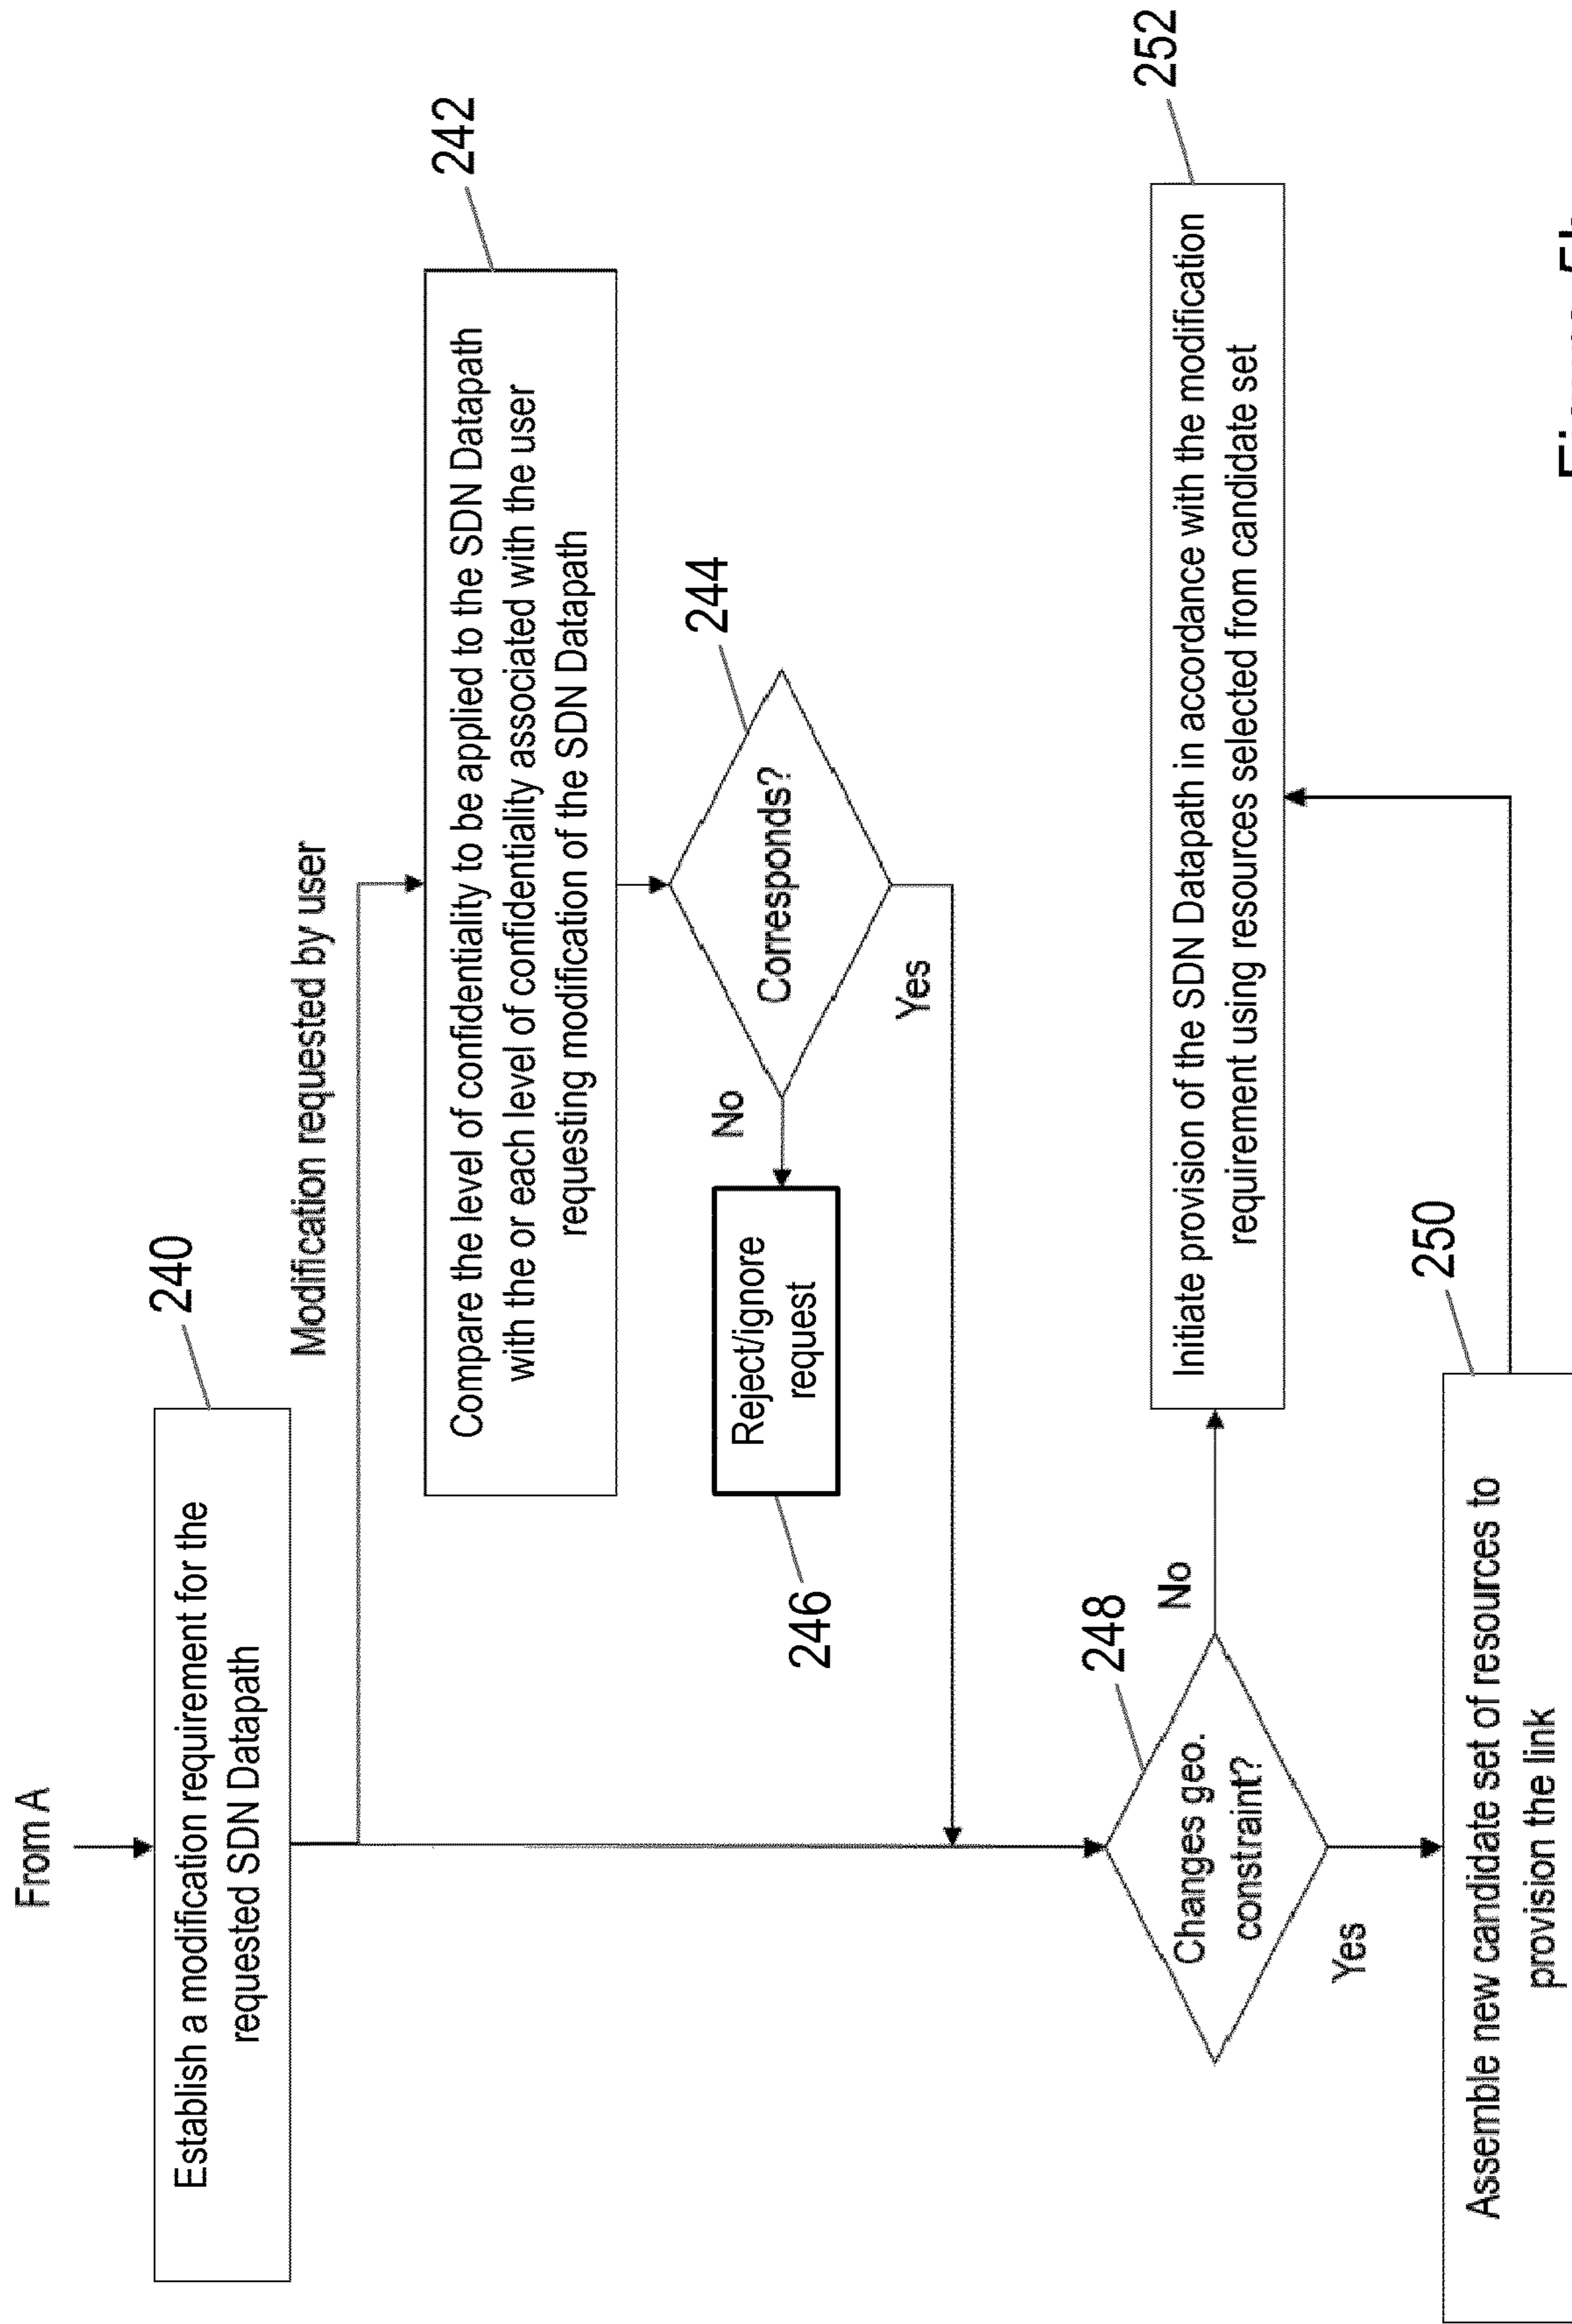 From A
240
Establish a modification requirement for the
requested SDN Datapath
Modification requested by user
242
Compare the level of confidentiality to be applied to the SDN Datapath
with the or each level of confidentiality associated with the user
requesting modification of the SDN Datapath
244
Corresponds?
No
Yes
Reject/ignore
request
246
248
Changes geo.
constraint?
No
Yes
252
Initiate provision of the SDN Datapath in accordance with the modification
requirement using resources selected from candidate set
250
Assemble new candidate set of resources to
provision the link